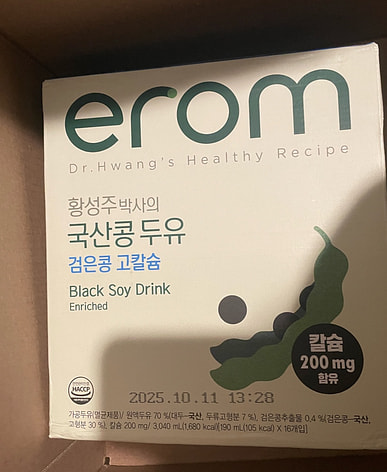 erom
Dr.Hwang's Healthy Recipe
황성주박사의
국산콩 두유
검은콩 고칼슘
Black Soy Drink
Enriched
칼슘
200 mg
함유
HACCP
2025.10.11 13:28
가공두유(멸균제품)/ 원액두유 70 %(대두-국산, 두류고형분 7 %), 검은콩추출물 0.4 %(검은콩-국산,
고형분 30 %), 칼슘 200 mg/ 3,040 mL(1,680 kcal)[190 mL(105 kcal) X 16개입]